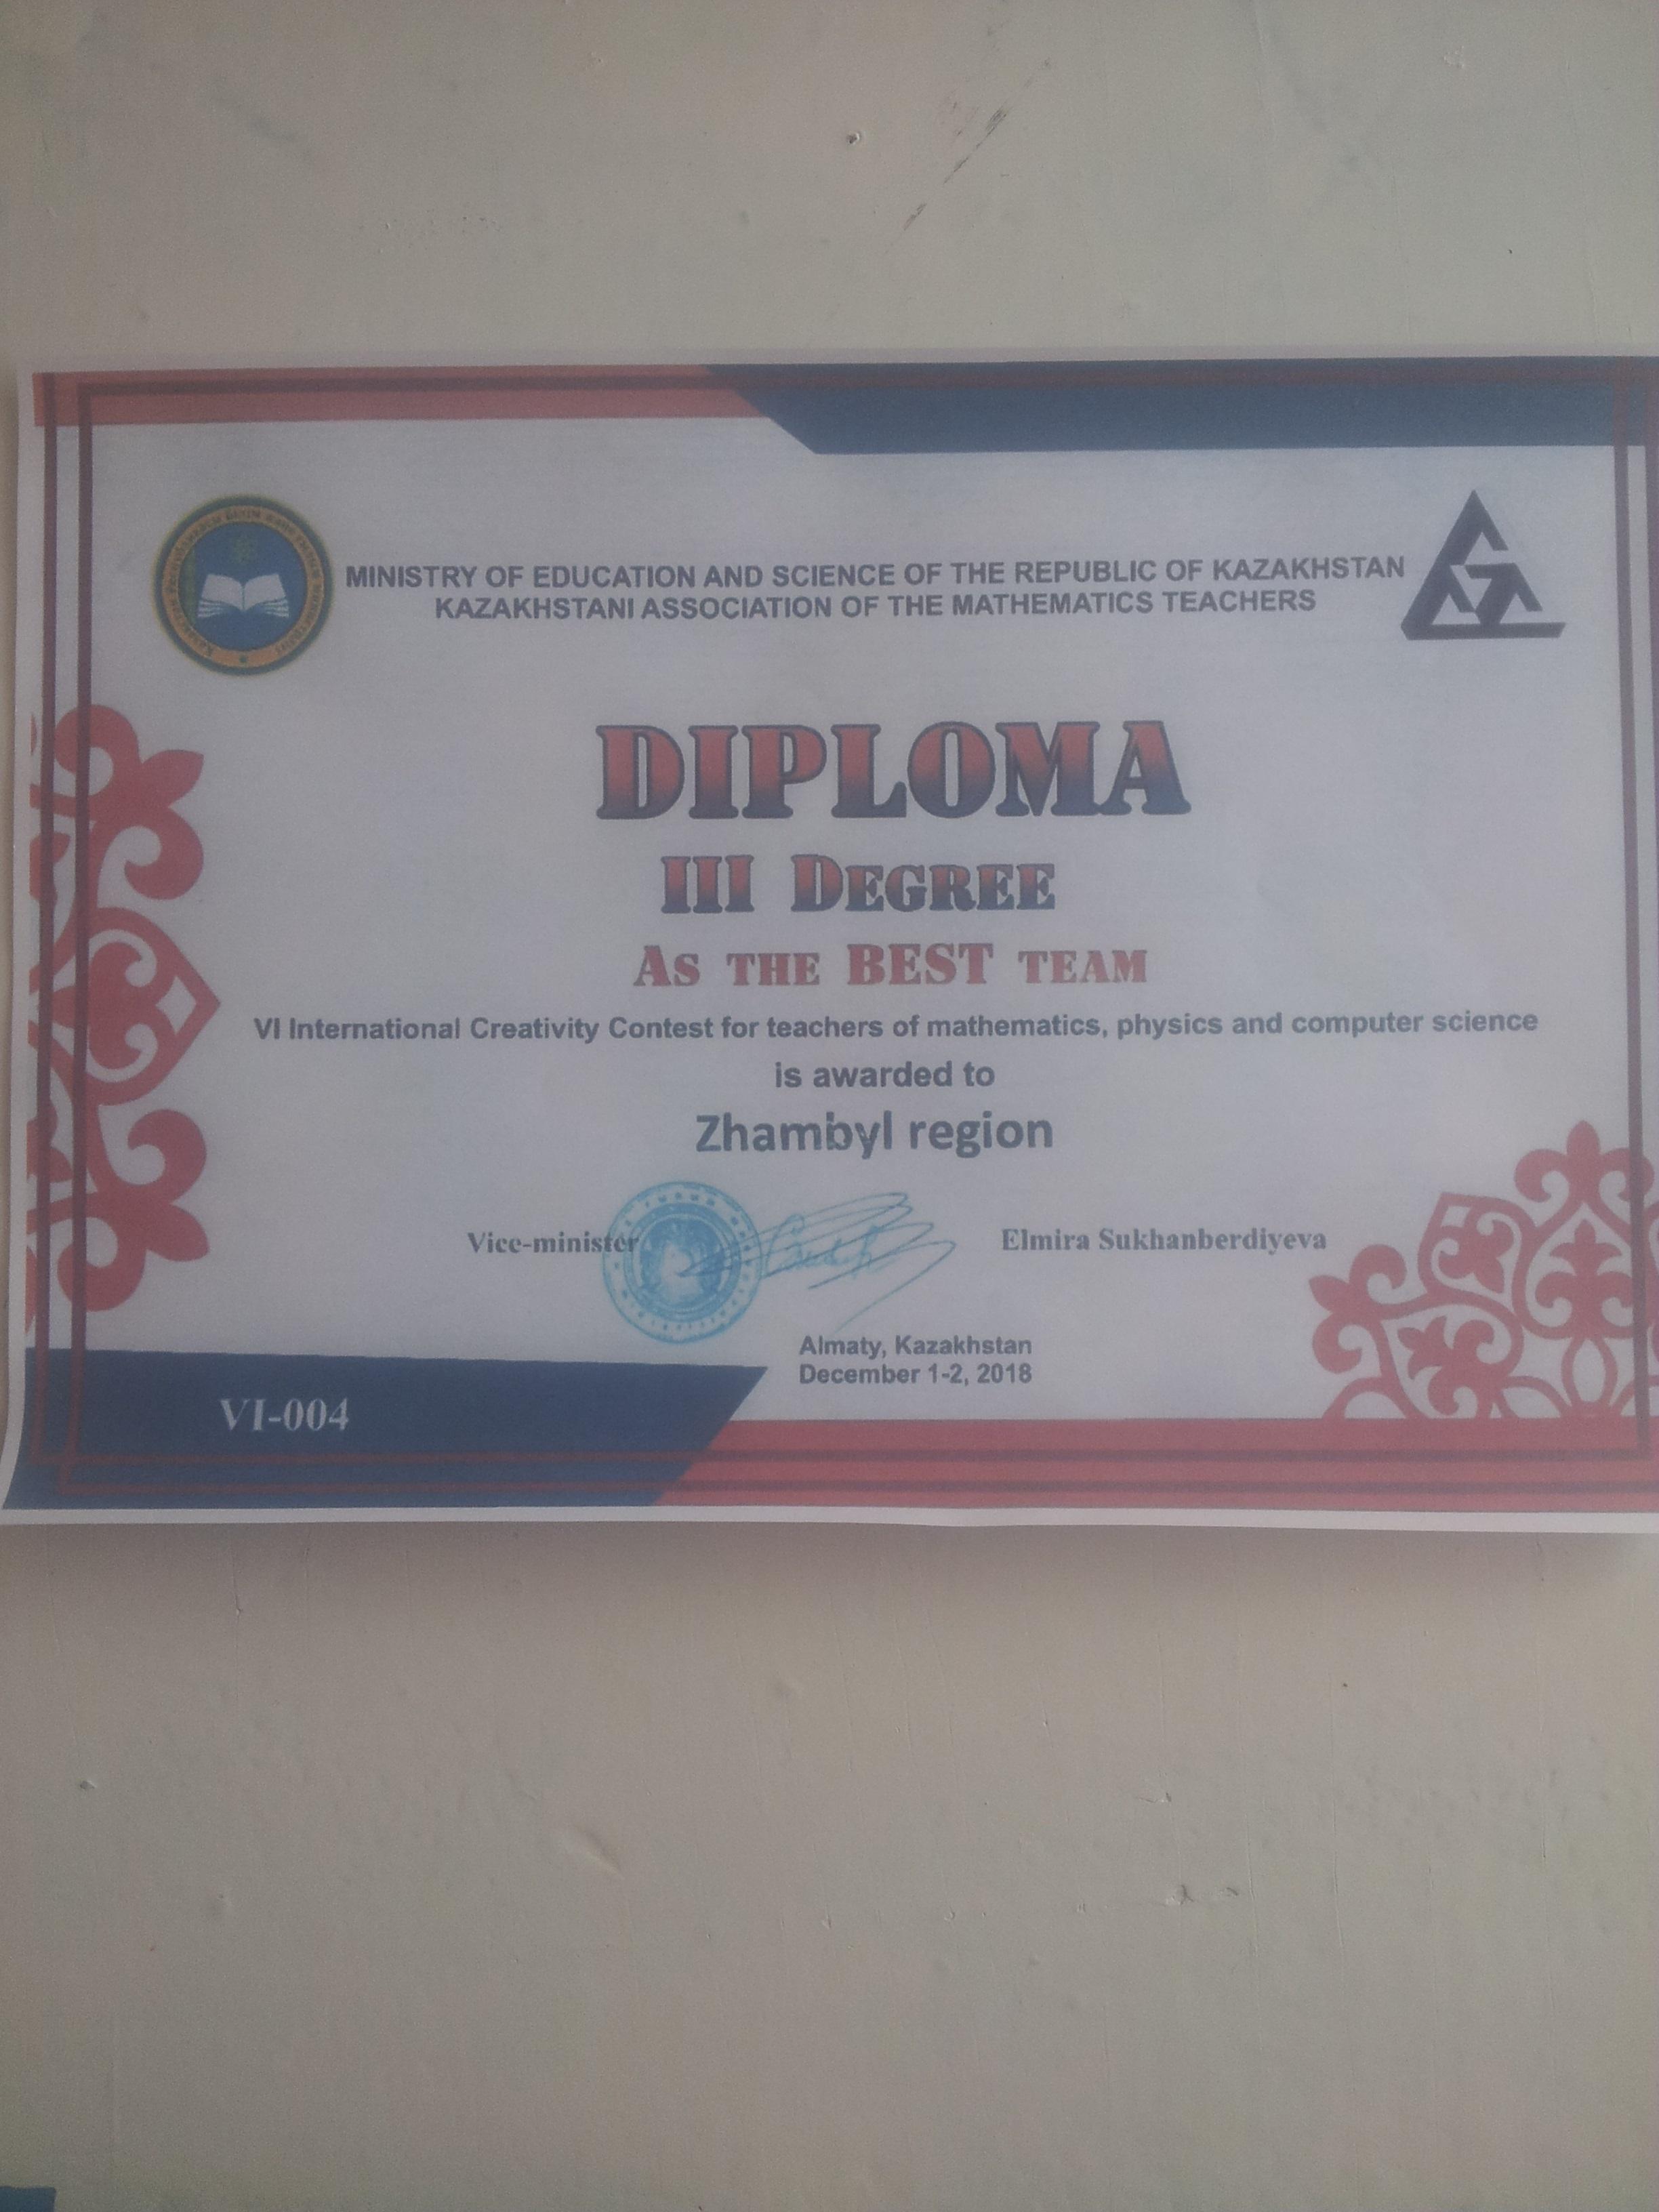 MINISTRY OF EDUCATION AND SCIENCE OF THE REPUBLIC OF KAZAKHSTAN
KAZAKHSTANI ASSOCIATION OF THE MATHEMATICS TEACHERS
DIPLOMA
III DEGREE
AS THE BEST TEAM
VI International Creativity Contest for teachers of mathematics, physics and computer science
is awarded to
Zhambyl region
Vice-minister Elmira Sukhanberdiyeva
Almaty, Kazakhstan
December 1-2, 2018
VI-004